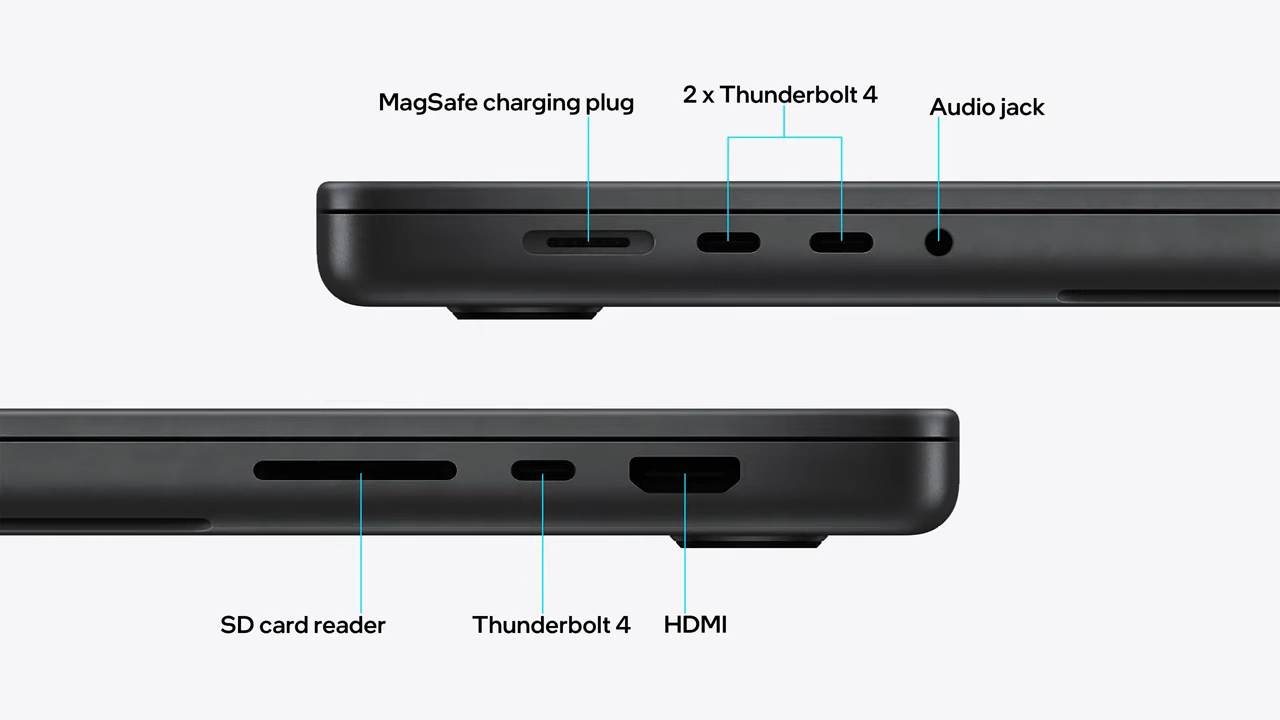 MagSafe charging plug
2 x Thunderbolt 4
Audio jack
SD card reader
Thunderbolt 4
HDMI